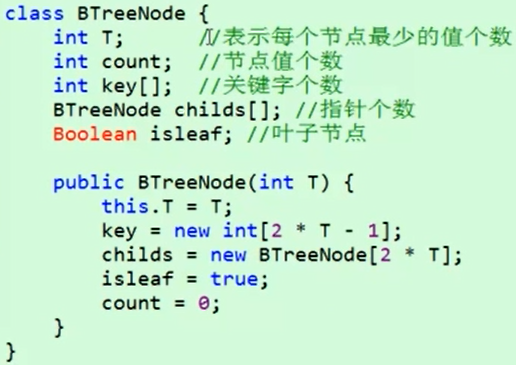 class BTreeNode {
int T; //表示每个节点最少的值个数
int count; //节点值个数
int key[]; //关键字个数
BTreeNode childs[]; //指针个数
Boolean isleaf; //叶子节点
public BTreeNode(int T) {
this.T = T;
key = new int[2 * T - 1];
childs = new BTreeNode[2 * T];
isleaf = true;
count = 0;
}
}